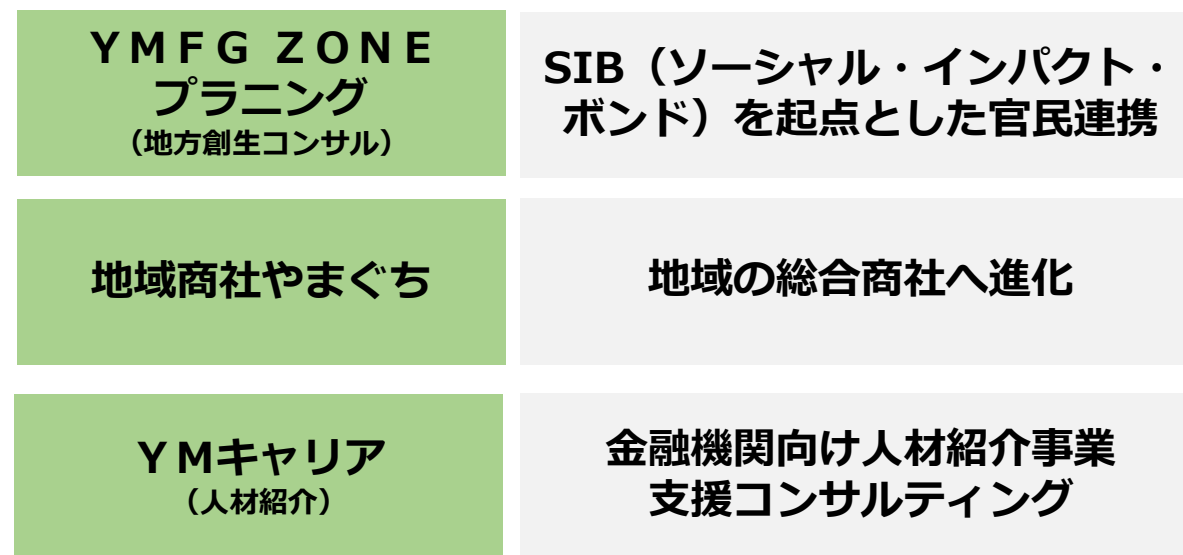 ＹＭＦＧ ＺＯＮＥ
プラニング
（地方創生コンサル）
SIB（ソーシャル・インパクト・
ボンド）を起点とした官民連携
地域商社やまぐち
地域の総合商社へ進化
ＹＭキャリア
（人材紹介）
金融機関向け人材紹介事業
支援コンサルティング